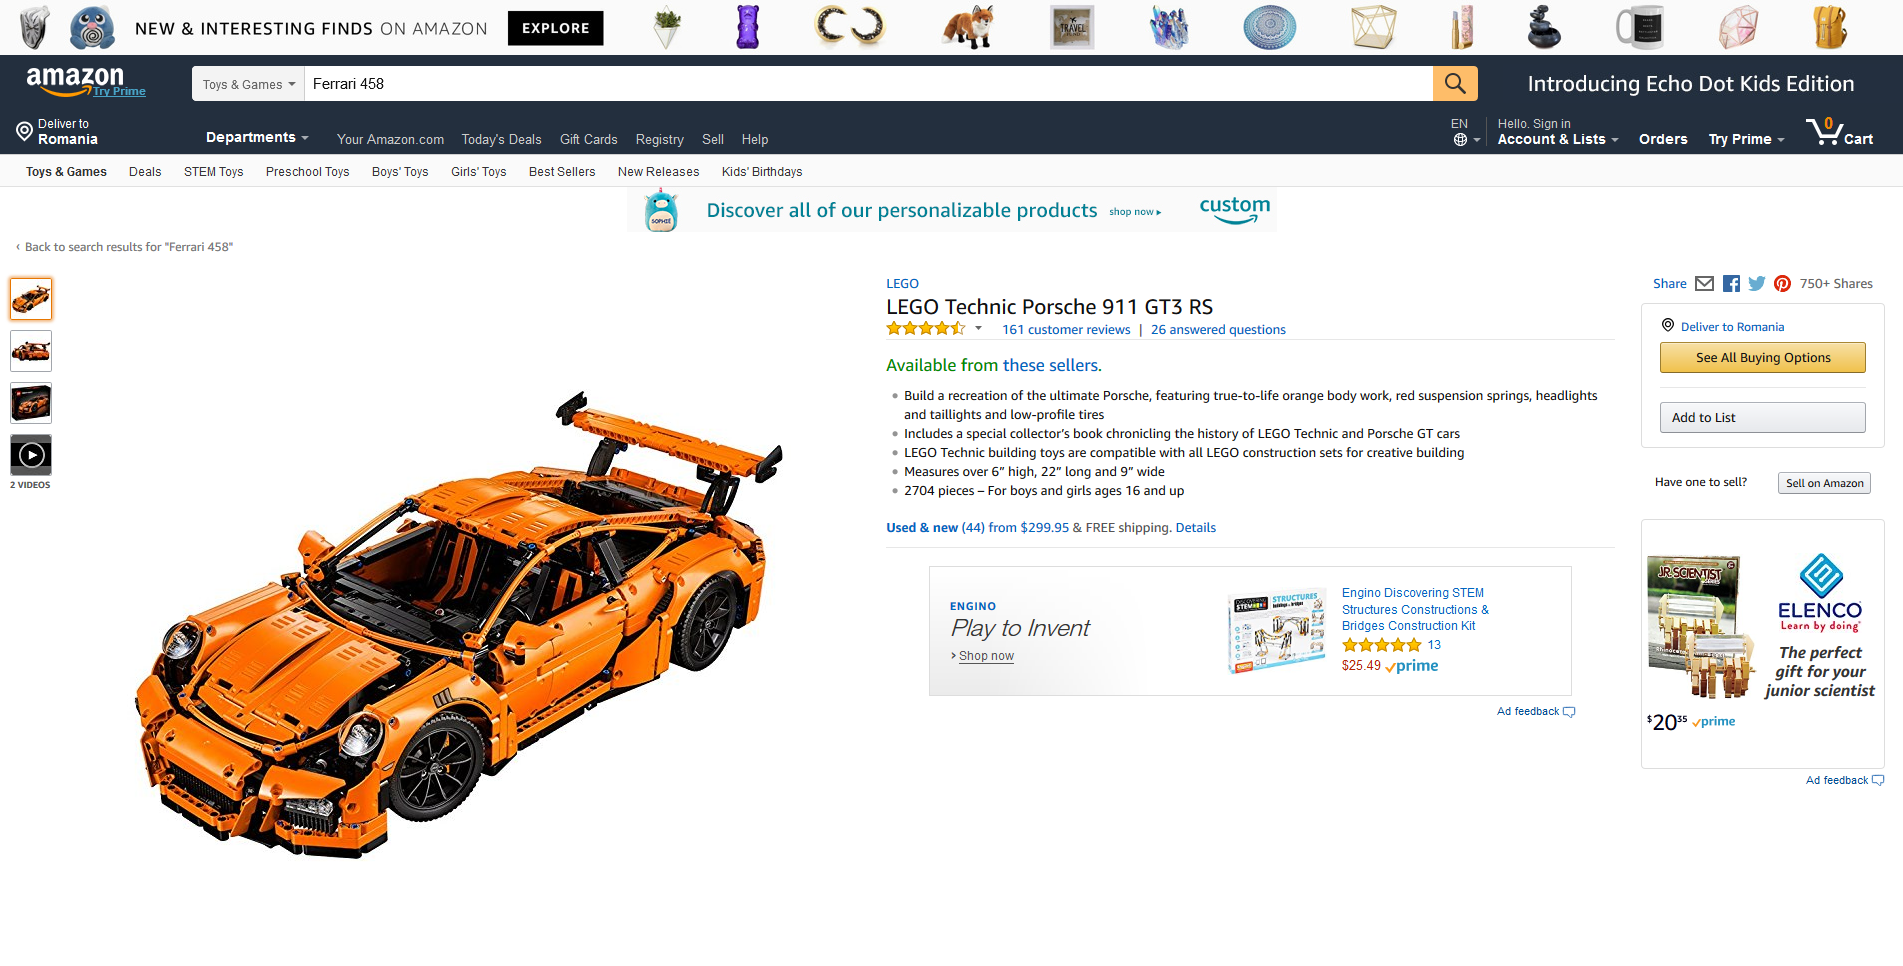 NEW & INTERESTING FINDS ON AMAZON EXPLORE
TRAVEL
amazon
Try Prime
Toys & Games
Ferrari 458
Introducing Echo Dot Kids Edition
Deliver to
Romania
Departments
Your Amazon.com
Today's Deals
Gift Cards
Registry
Sell
Help
EN
Hello. Sign in
Account & Lists
Orders
Try Prime
0
Cart
Toys & Games
Deals
STEM Toys
Preschool Toys
Boys' Toys
Girls' Toys
Best Sellers
New Releases
Kids' Birthdays
SOPHIE
Discover all of our personalizable products shop now ▸
custom
‹ Back to search results for "Ferrari 458"
2 VIDEOS
LEGO
LEGO Technic Porsche 911 GT3 RS
161 customer reviews | 26 answered questions
Available from these sellers.
Build a recreation of the ultimate Porsche, featuring true-to-life orange body work, red suspension springs, headlights
and taillights and low-profile tires
Includes a special collector’s book chronicling the history of LEGO Technic and Porsche GT cars
LEGO Technic building toys are compatible with all LEGO construction sets for creative building
Measures over 6” high, 22” long and 9” wide
2704 pieces – For boys and girls ages 16 and up
Used & new (44) from $299.95 & FREE shipping. Details
ENGINO
Play to Invent
› Shop now
DISCOVERING
STEM
STRUCTURES
Engino Discovering STEM
Structures Constructions &
Bridges Construction Kit
13
$25.49 prime
Ad feedback
Share
750+ Shares
Deliver to Romania
See All Buying Options
Add to List
Have one to sell?
Sell on Amazon
JR. SCIENTIST
ELENCO
Learn by doing
The perfect
gift for your
junior scientist
$20 35 prime
Ad feedback